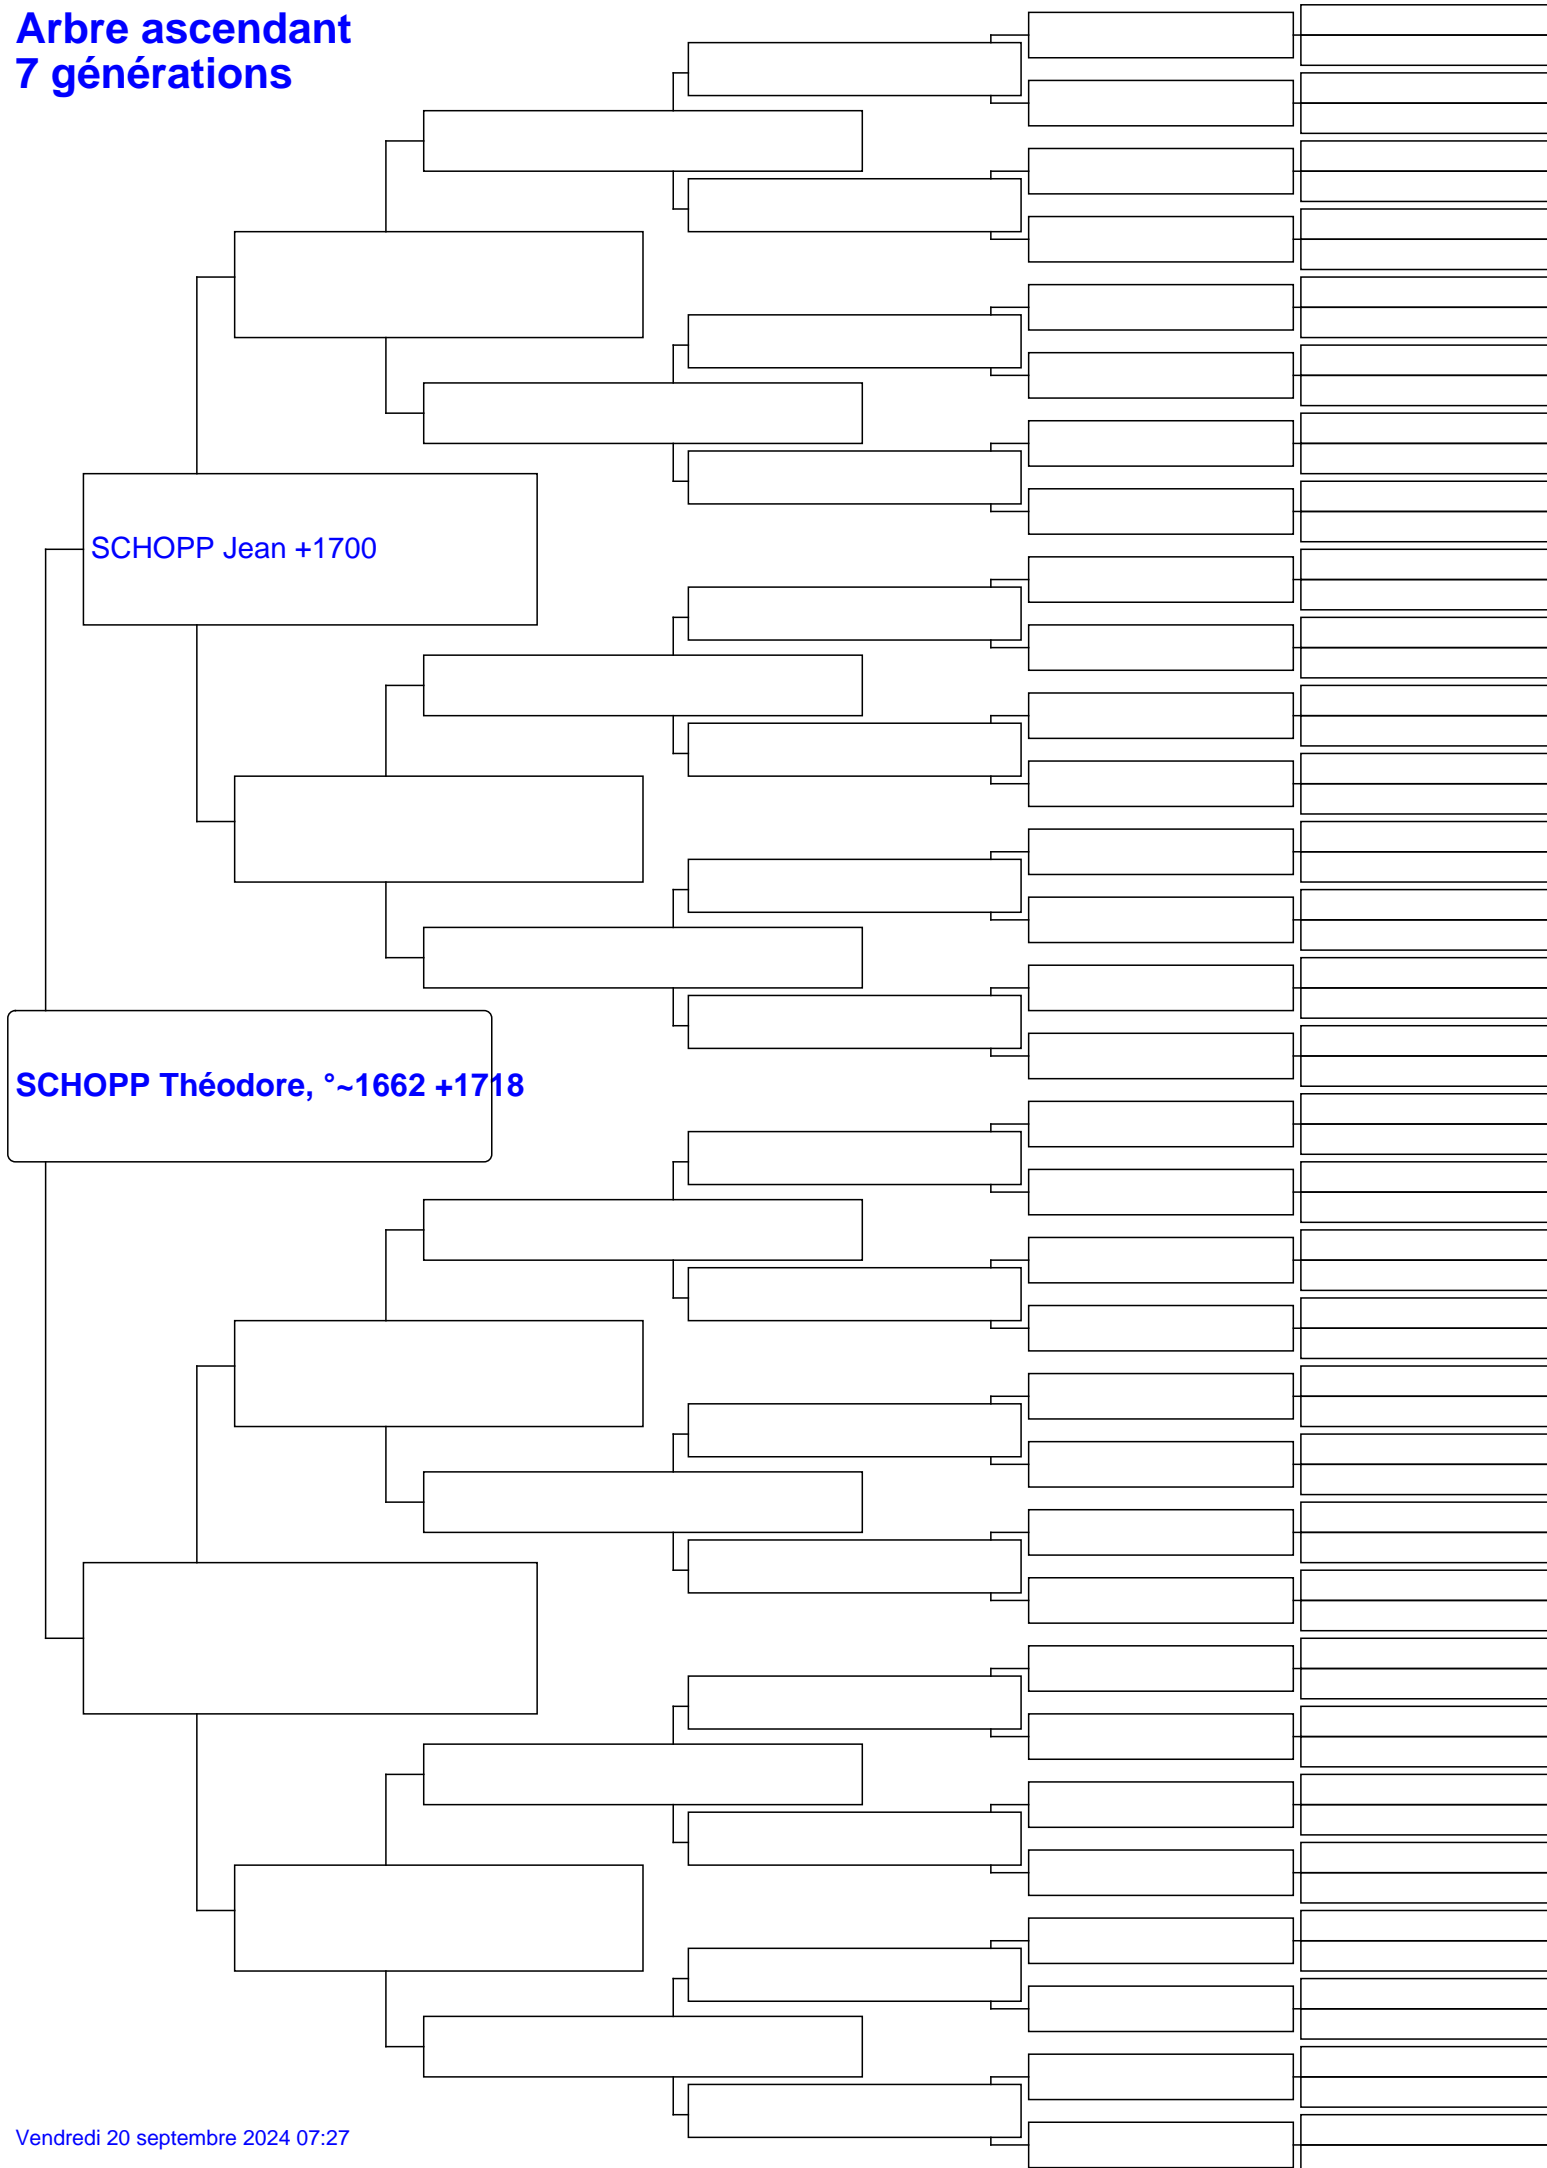 Arbre ascendant
7 générations
SCHOPP Jean +1700
SCHOPP Théodore, °~1662 +1718
Vendredi 20 septembre 2024 07:27